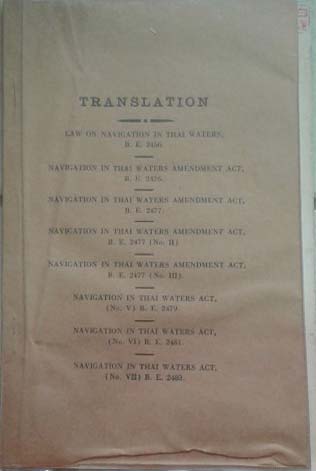 TRANSLATION
LAW ON NAVIGATION IN THAI WATERS,
B. E. 2456.
NAVIGATION IN THAI WATERS AMENDMENT ACT,
B. E. 2476.
NAVIGATION IN THAI WATERS AMENDMENT ACT,
B. E. 2477.
NAVIGATION IN THAI WATERS AMENDMENT ACT,
B. E. 2477 (No. II)
NAVIGATION IN THAI WATERS AMENDMENT ACT,
B. E. 2477 (No. III).
NAVIGATION IN THAI WATERS ACT,
(No. V) B. E. 2479.
NAVIGATION IN THAI WATERS ACT,
(No. VI) B. E. 2481.
NAVIGATION IN THAI WATERS ACT,
(No. VII) B. E. 2483.